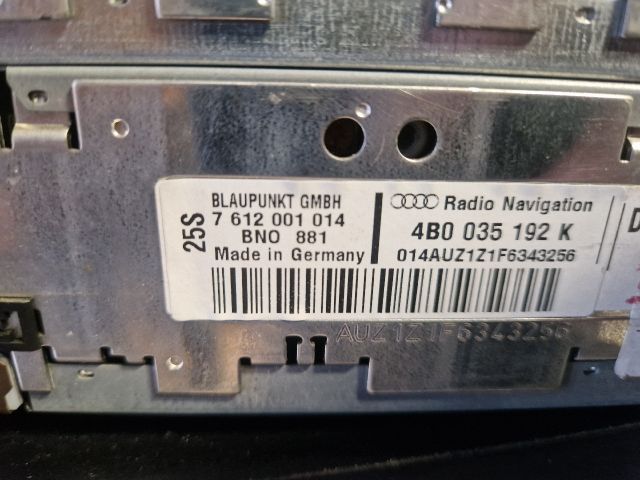 25S
BLAUPUNKT GMBH
7 612 001 014
BNO 881
Made in Germany
Radio Navigation
4B0 035 192 K
014AUZ1Z1F6343256
D
AUZ1Z1F6343256